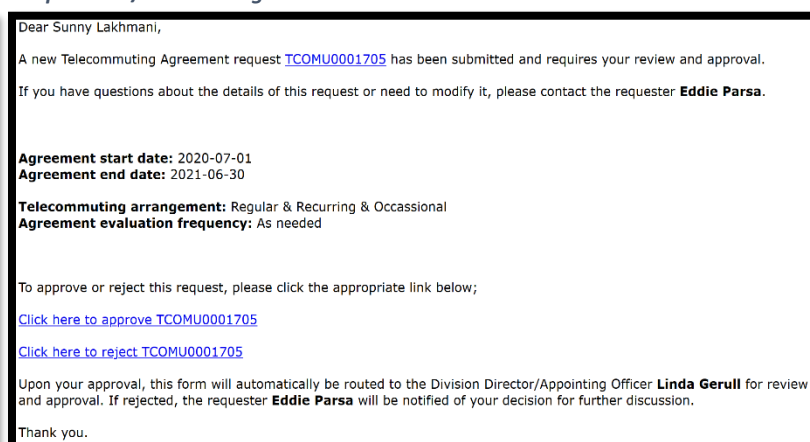 Dear Sunny Lakhmani,
A new Telecommuting Agreement request TCOMU0001705 has been submitted and requires your review and approval.
If you have questions about the details of this request or need to modify it, please contact the requester Eddie Parsa.
Agreement start date: 2020-07-01
Agreement end date: 2021-06-30
Telecommuting arrangement: Regular & Recurring & Occassional
Agreement evaluation frequency: As needed
To approve or reject this request, please click the appropriate link below;
Click here to approve TCOMU0001705
Click here to reject TCOMU0001705
Upon your approval, this form will automatically be routed to the Division Director/Appointing Officer Linda Gerull for review
and approval. If rejected, the requester Eddie Parsa will be notified of your decision for further discussion.
Thank you.